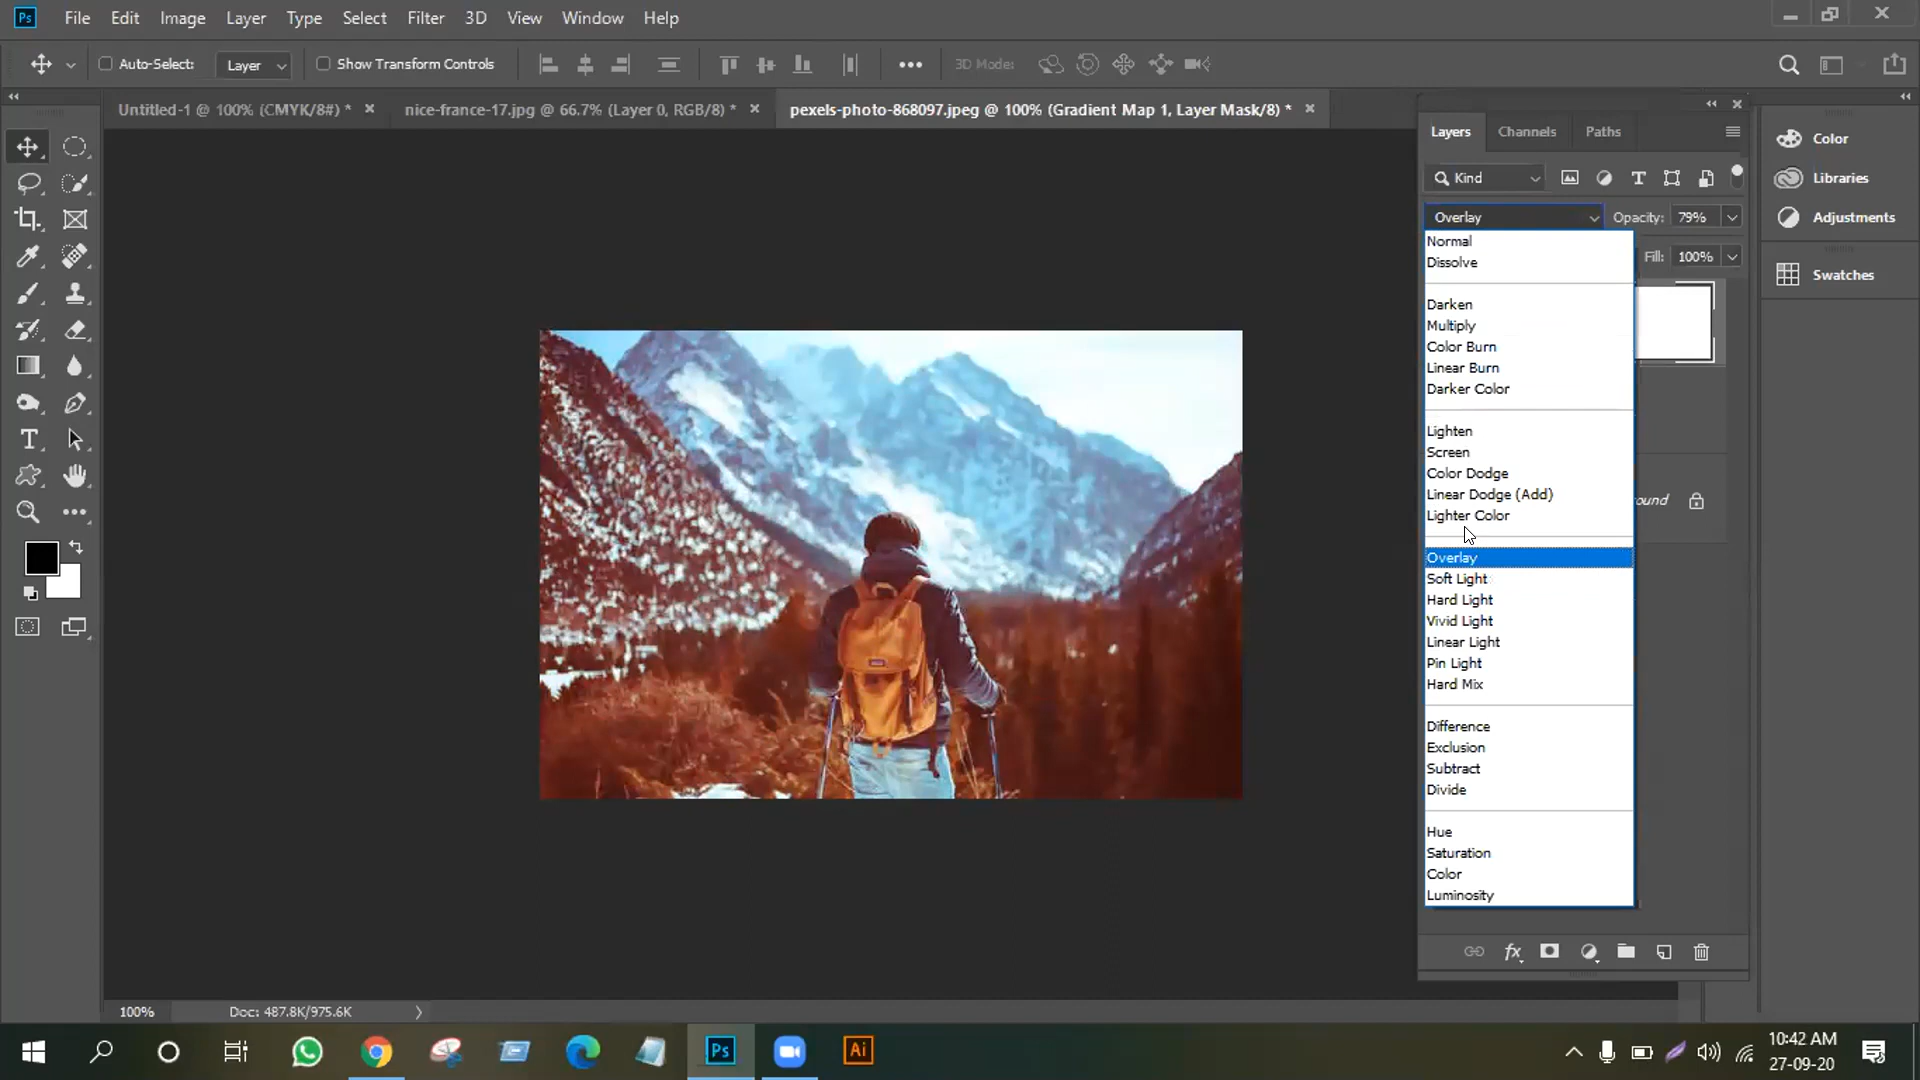 Ps File Edit Image Layer Type Select Filter 3D View Window Help
Auto-Select: Layer Show Transform Controls 3D Mode:
Untitled-1 @ 100% (CMYK/8#) * nice-france-17.jpg @ 66.7% (Layer 0, RGB/8) * pexels-photo-868097.jpeg @ 100% (Gradient Map 1, Layer Mask/8) *
Layers Channels Paths
Kind
Overlay Opacity: 79%
Fill: 100%
Normal
Dissolve
Darken
Multiply
Color Burn
Linear Burn
Darker Color
Lighten
Screen
Color Dodge
Linear Dodge (Add)
Lighter Color
Overlay
Soft Light
Hard Light
Vivid Light
Linear Light
Pin Light
Hard Mix
Difference
Exclusion
Subtract
Divide
Hue
Saturation
Color
Luminosity
ound
fx
Color
Libraries
Adjustments
Swatches
100% Doc: 487.8K/975.6K
Ps Ai
10:42 AM
27-09-20